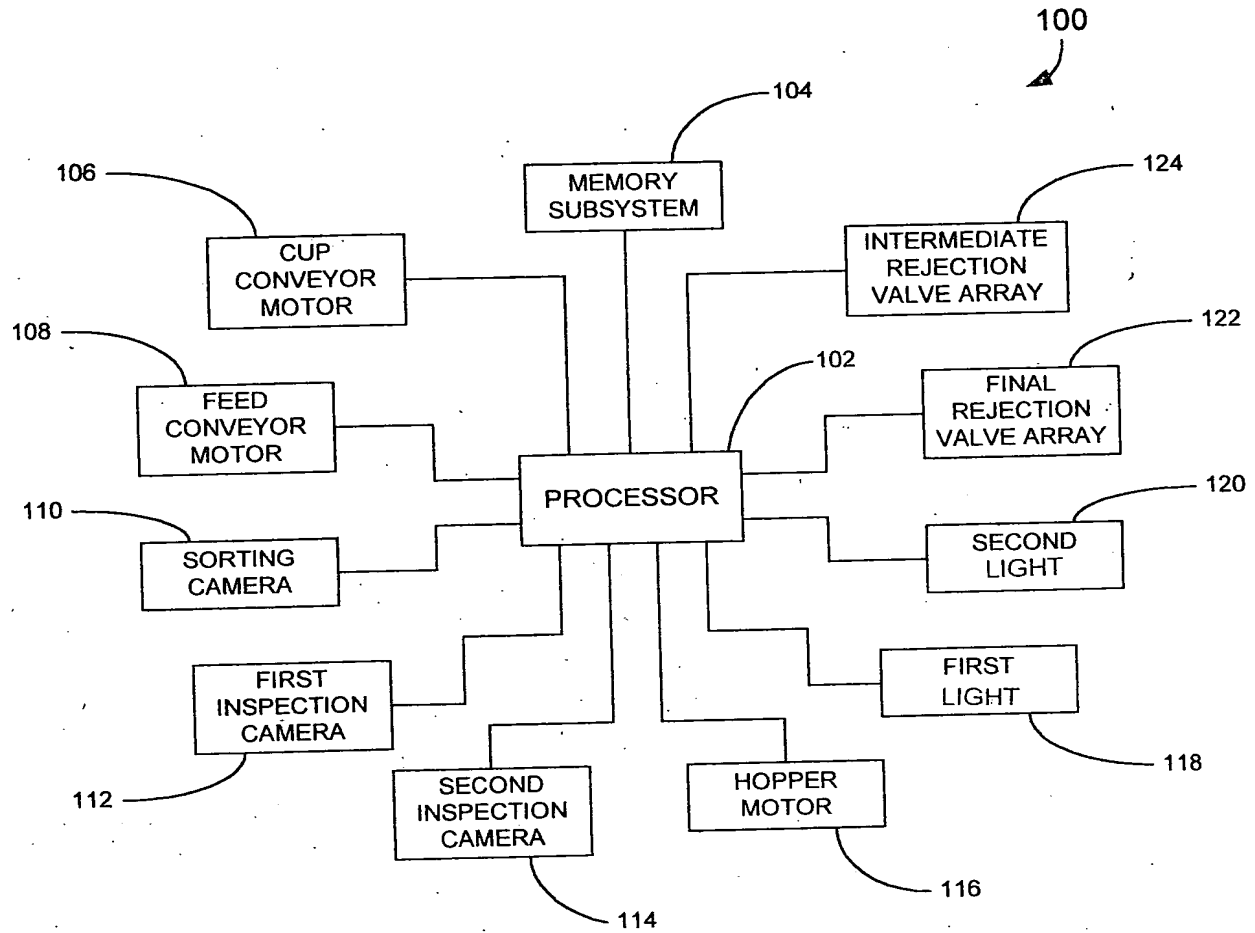 100
104
MEMORY
SUBSYSTEM
106
CUP
CONVEYOR
MOTOR
124
INTERMEDIATE
REJECTION
VALVE ARRAY
108
FEED
CONVEYOR
MOTOR
102
PROCESSOR
122
FINAL
REJECTION
VALVE ARRAY
110
SORTING
CAMERA
120
SECOND
LIGHT
FIRST
INSPECTION
CAMERA
112
FIRST
LIGHT
118
SECOND
INSPECTION
CAMERA
114
HOPPER
MOTOR
116